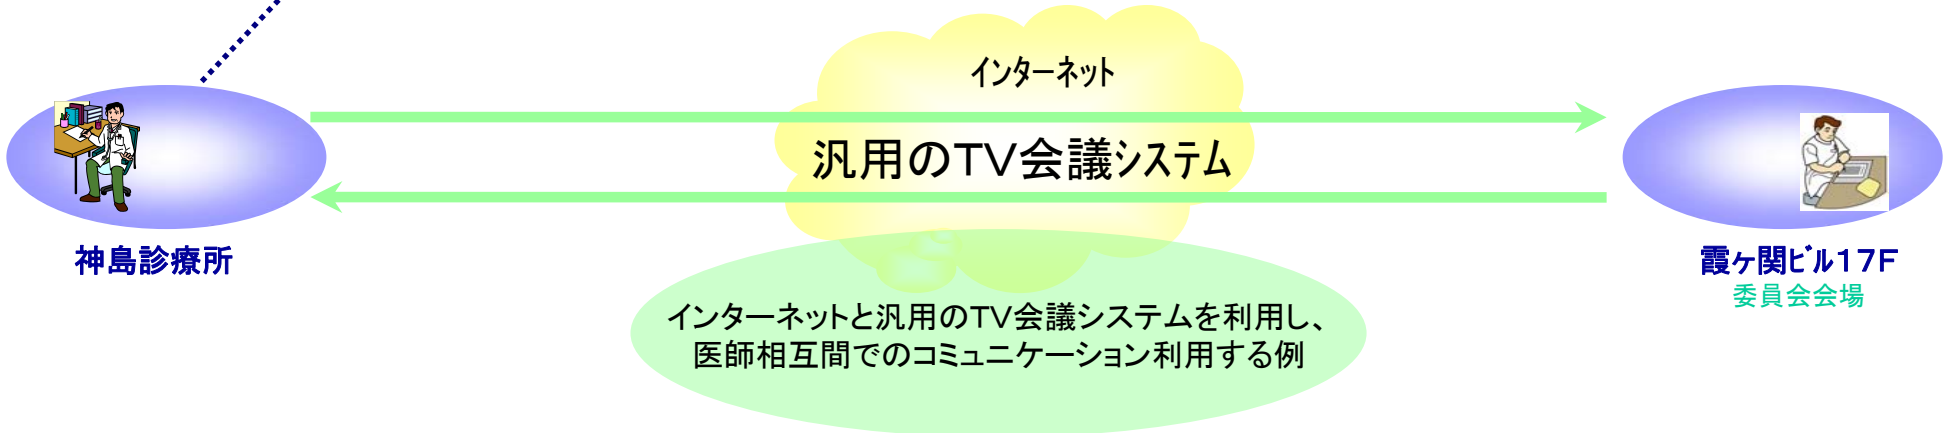 インターネット
汎用のTV会議システム
神島診療所
霞ヶ関ビル17F
委員会会場
インターネットと汎用のTV会議システムを利用し、
医師相互間でのコミュニケーション利用する例